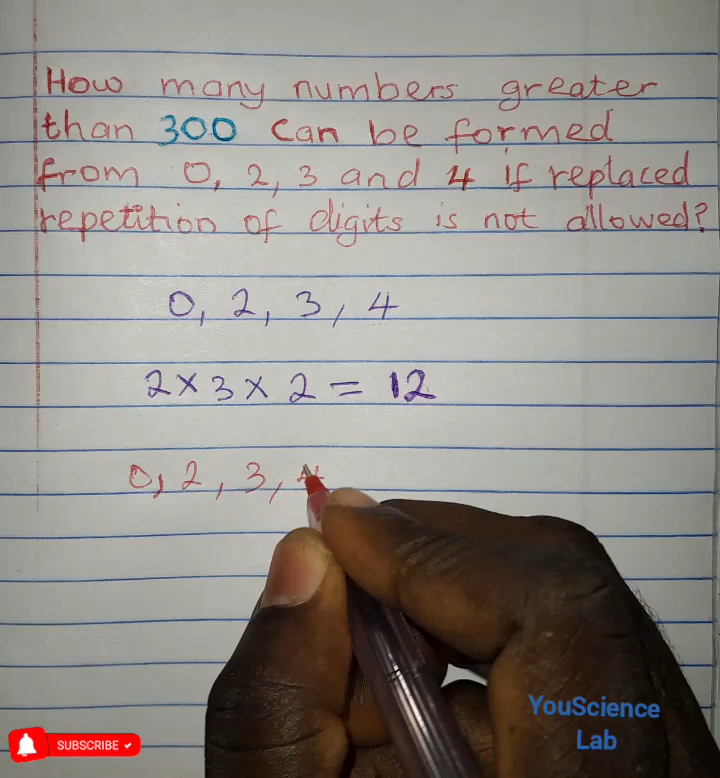 How many numbers greater
than 300 can be formed
from 0, 2, 3 and 4 if replaced
repetition of digits is not allowed?
0, 2, 3, 4
2 × 3 × 2 = 12
0, 2, 3, 4
YouScience
Lab
SUBSCRIBE